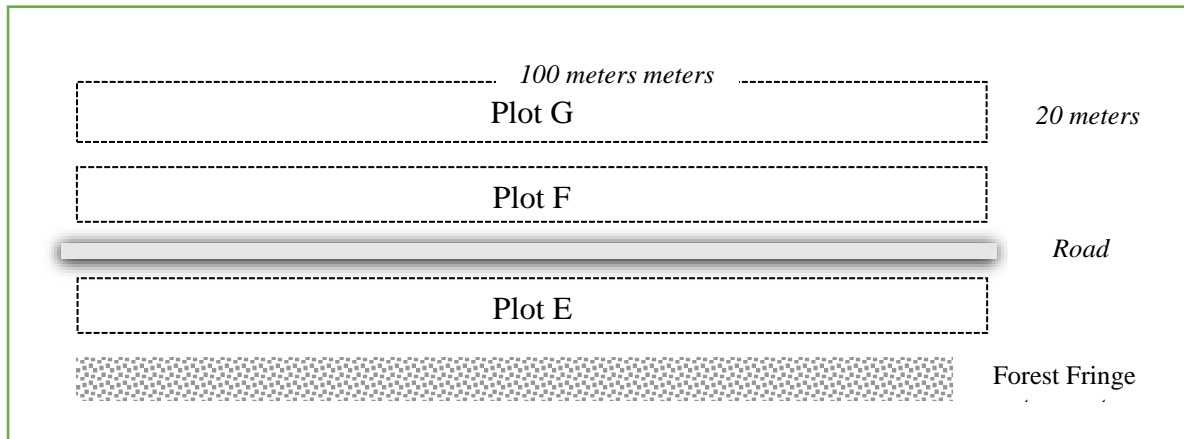 100 meters meters
Plot G
20 meters
Plot F
Road
Plot E
Forest Fringe